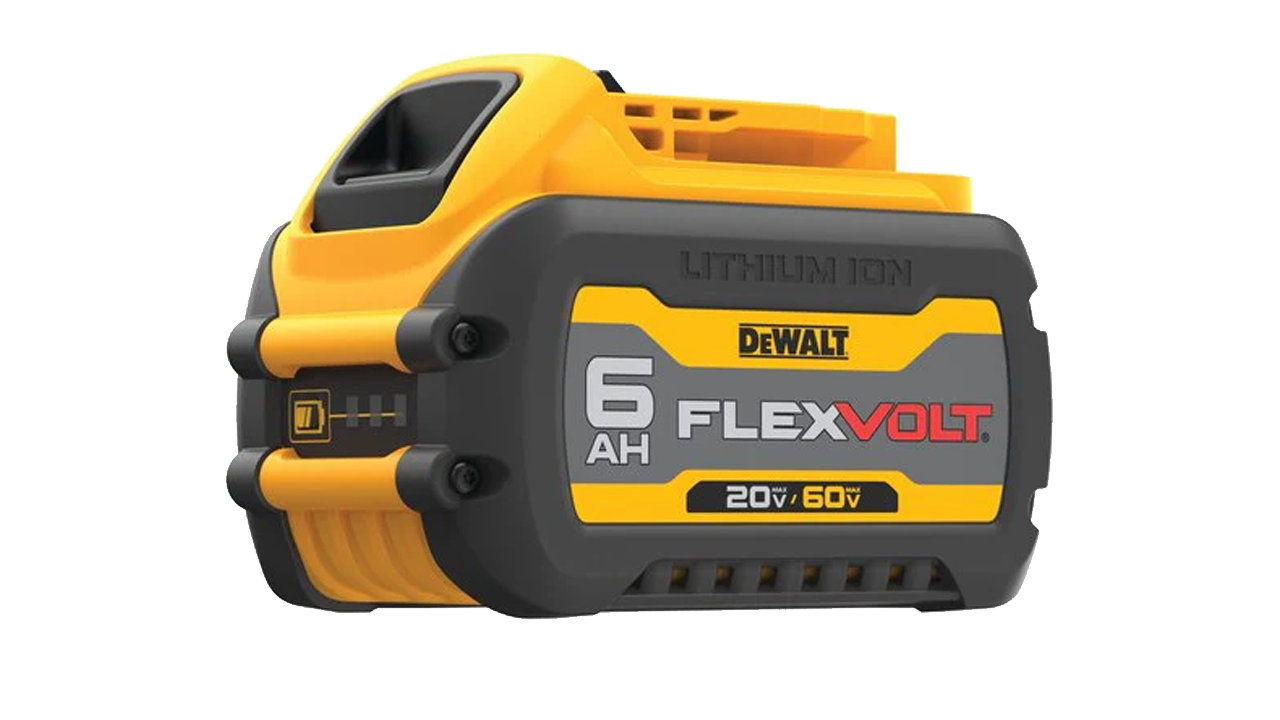 LITHIUM ION
DEWALT
6
AH
FLEXVOLT®
20V MAX / 60V MAX